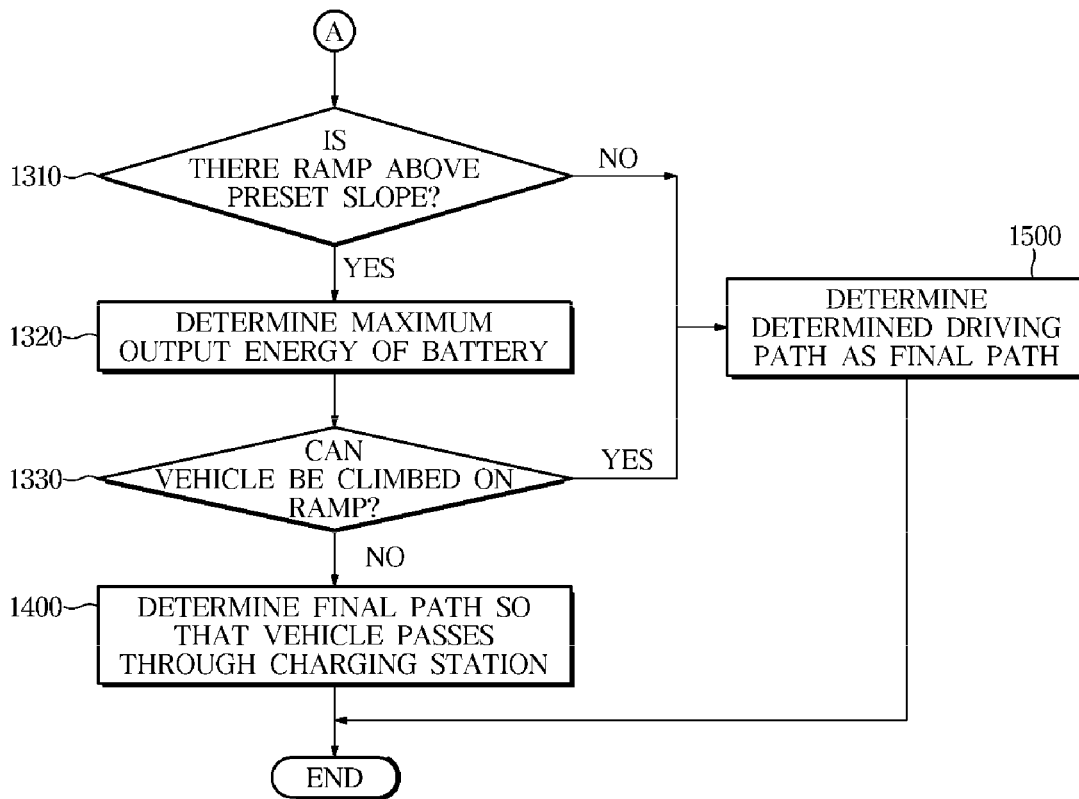 A
1310
IS
THERE RAMP ABOVE
PRESET SLOPE?
NO
YES
1320
DETERMINE MAXIMUM
OUTPUT ENERGY OF BATTERY
1500
DETERMINE
DETERMINED DRIVING
PATH AS FINAL PATH
1330
CAN
VEHICLE BE CLIMBED ON
RAMP?
YES
NO
1400
DETERMINE FINAL PATH SO
THAT VEHICLE PASSES
THROUGH CHARGING STATION
END